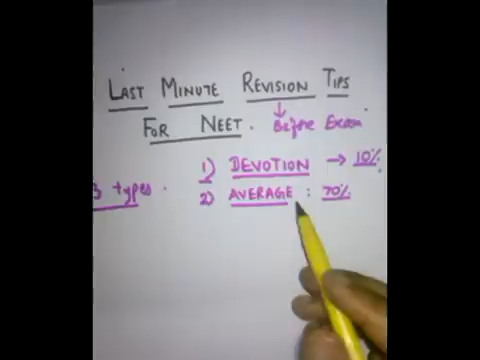 LAST MINUTE REVISION TIPS
FOR NEET.
Before Exam
1) DEVOTION → 10%
3 types.
2) AVERAGE : 70%